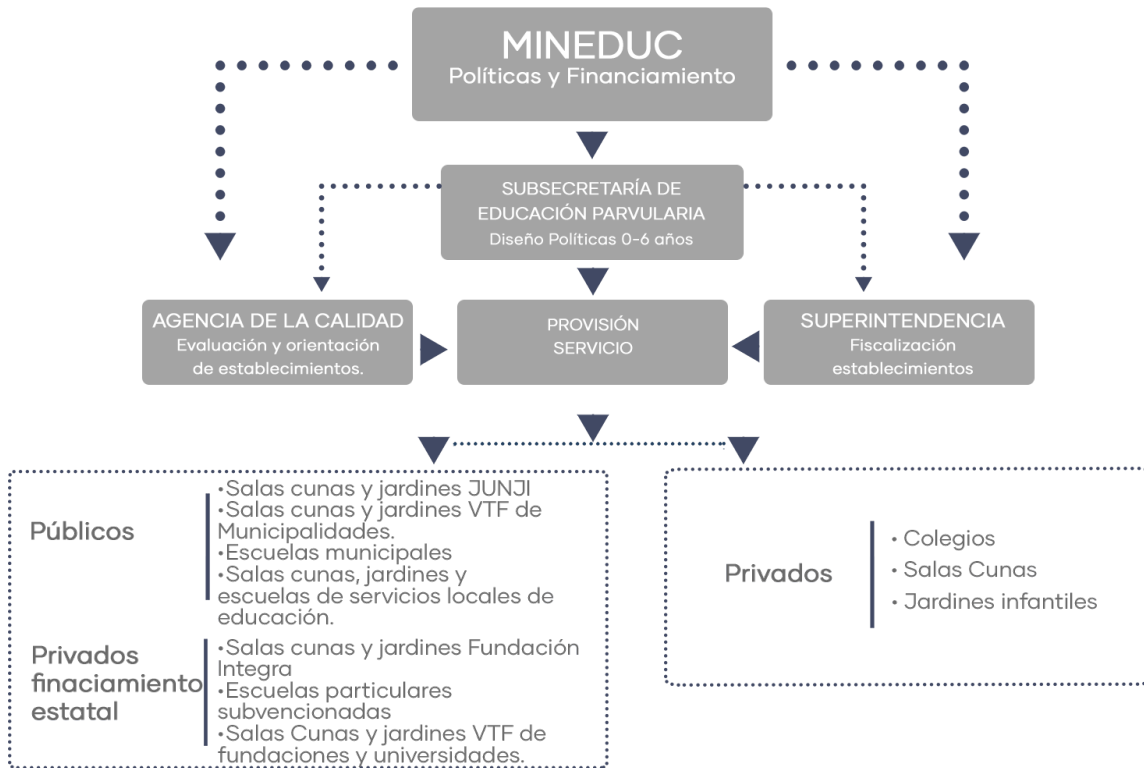 MINEDUC
Políticas y Financiamiento
SUBSECRETARÍA DE
EDUCACIÓN PARVULARIA
Diseño Políticas 0-6 años
AGENCIA DE LA CALIDAD
Evaluación y orientación
de establecimientos.
PROVISIÓN
SERVICIO
SUPERINTENDENCIA
Fiscalización
establecimientos
Públicos
•Salas cunas y jardines JUNJI
•Salas cunas y jardines VTF de
Municipalidades.
•Escuelas municipales
•Salas cunas, jardines y
escuelas de servicios locales de
educación.
Privados
finaciamiento
estatal
•Salas cunas y jardines Fundación
Integra
•Escuelas particulares
subvencionadas
•Salas Cunas y jardines VTF de
fundaciones y universidades.
Privados
• Colegios
• Salas Cunas
• Jardines infantiles